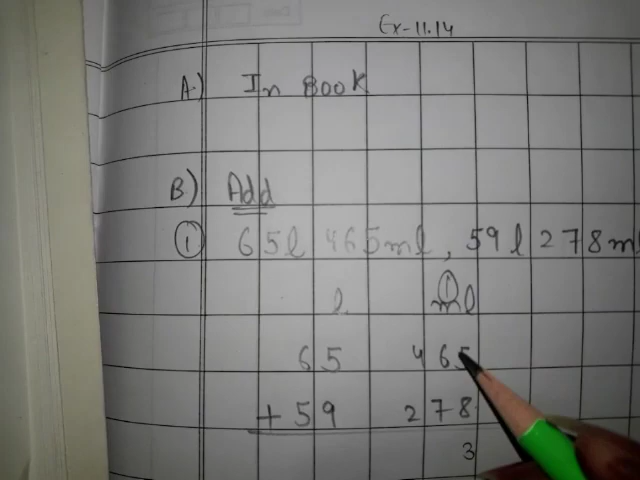 Ex-11.14
A) In Book
B) Add
① 65l 465ml, 59l 278ml
l ① ml
65 465
+ 59 278
3